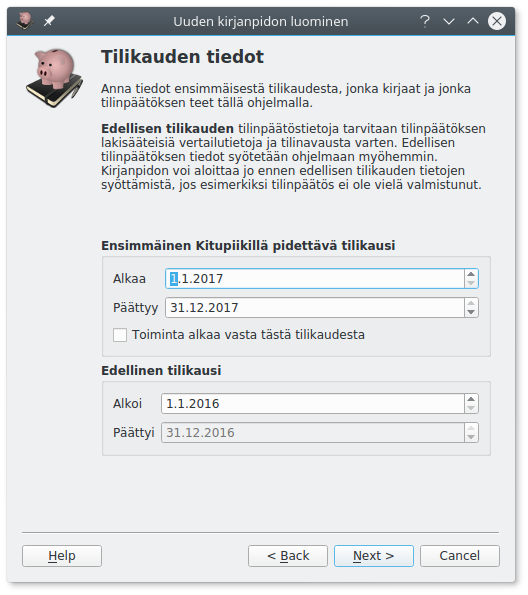 Uuden kirjanpidon luominen
Tilikauden tiedot
Anna tiedot ensimmäisestä tilikaudesta, jonka kirjaat ja jonka
tilinpäätöksen teet tällä ohjelmalla.
Edellisen tilikauden tilinpäätöstietoja tarvitaan tilinpäätöksen
lakisääteisiä vertailutietoja ja tilinavausta varten. Edellisen
tilinpäätöksen tiedot syötetään ohjelmaan myöhemmin.
Kirjanpidon voi aloittaa jo ennen edellisen tilikauden tietojen
syöttämistä, jos esimerkiksi tilinpäätös ei ole vielä valmistunut.
Ensimmäinen Kitupiikillä pidettävä tilikausi
Alkaa 1.1.2017
Päättyy 31.12.2017
Toiminta alkaa vasta tästä tilikaudesta
Edellinen tilikausi
Alkoi 1.1.2016
Päättyi 31.12.2016
Help < Back Next > Cancel